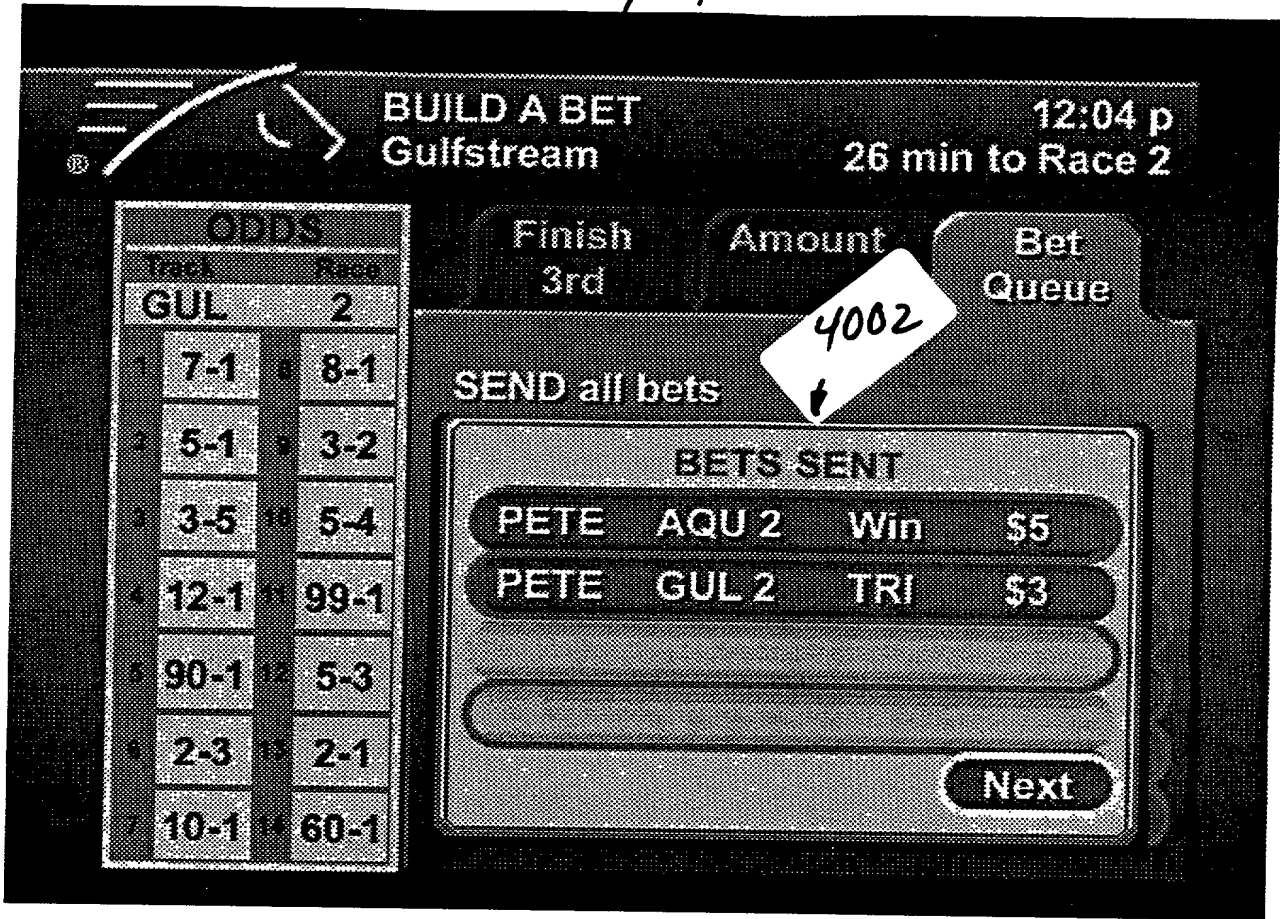 BUILD A BET
12:04 p
Gulfstream
26 min to Race 2
®
ODDS
Track Race
GUL 2
1 7-1 8 8-1
2 5-1 9 3-2
3 3-5 10 5-4
4 12-1 11 99-1
5 90-1 12 5-3
6 2-3 13 2-1
7 10-1 14 60-1
Finish
3rd
Amount
Bet
Queue
4002
SEND all bets
BETS SENT
PETE AQU 2 Win $5
PETE GUL 2 TRI $3
Next